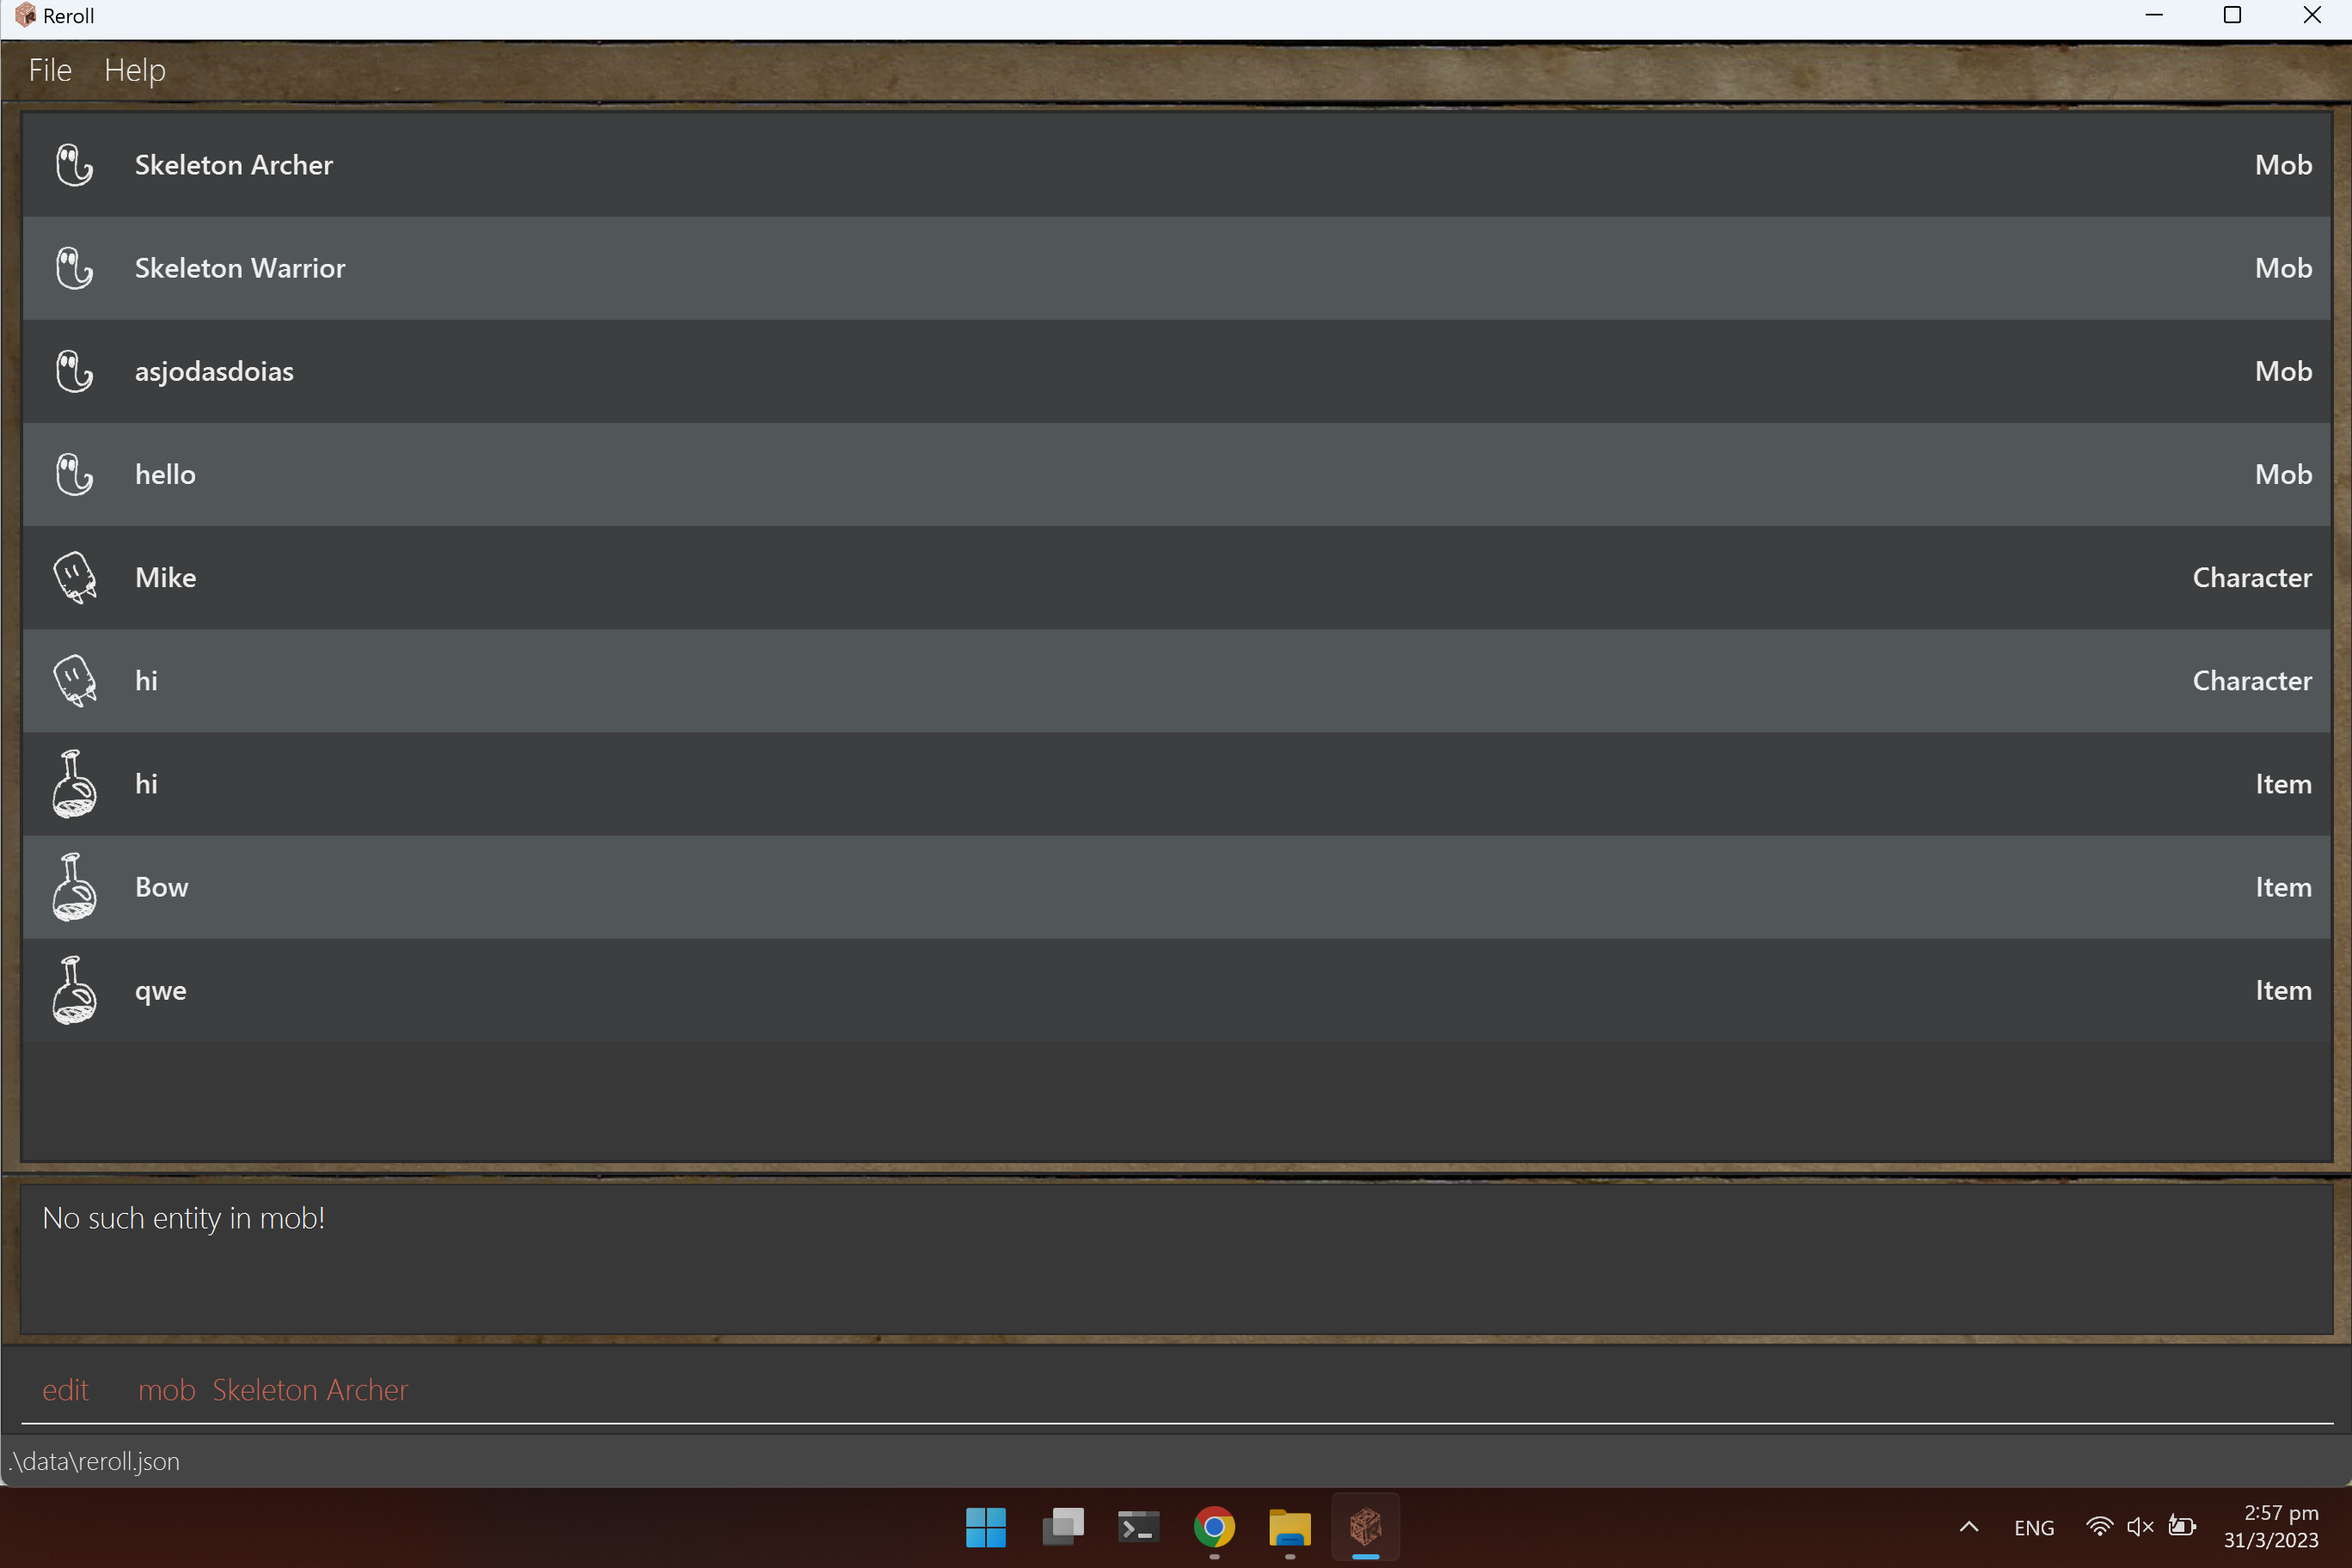 Reroll
File Help
Skeleton Archer Mob
Skeleton Warrior Mob
asjodasdoias Mob
hello Mob
Mike Character
hi Character
hi Item
Bow Item
qwe Item
No such entity in mob!
edit mob Skeleton Archer
.\data\reroll.json
ENG 2:57 pm
31/3/2023